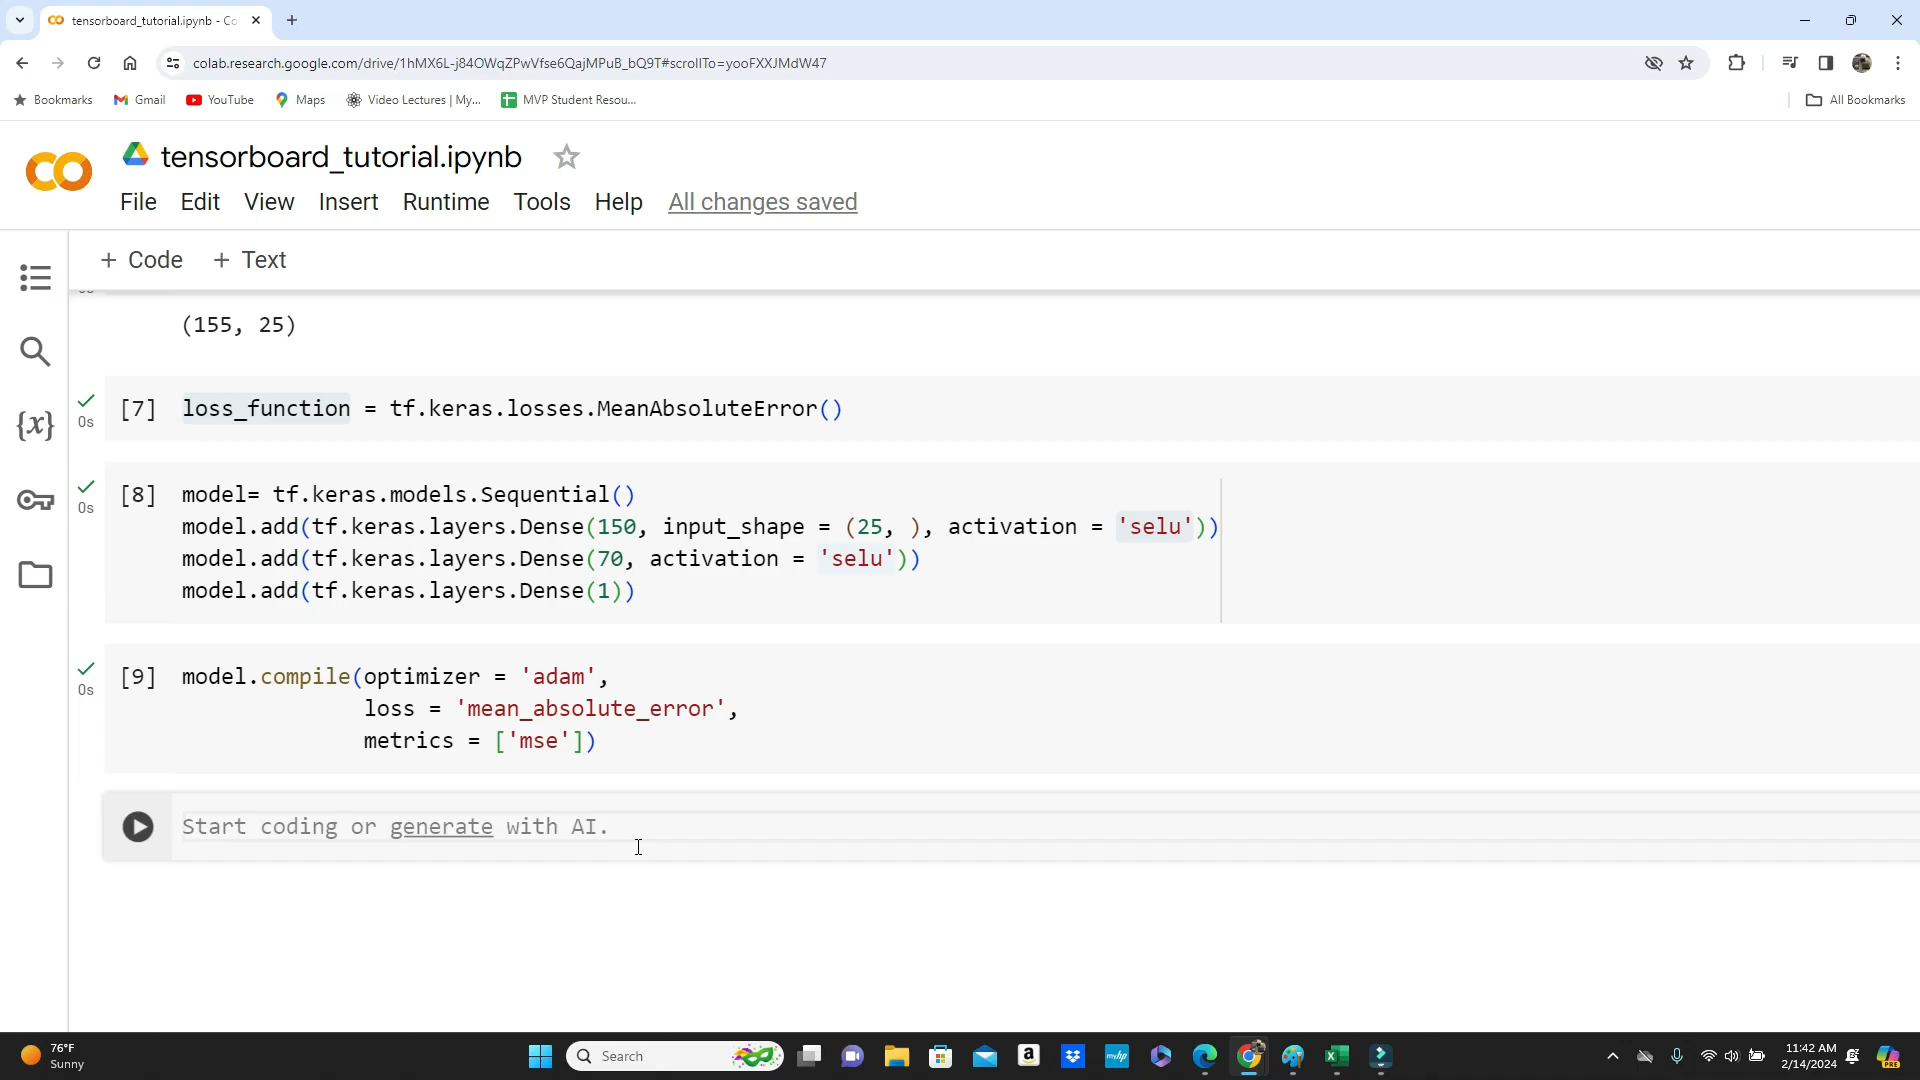 tensorboard_tutorial.ipynb - Co
colab.research.google.com/drive/1hMX6L-j84OWqZPwVfse6QajMPuB_bQ9T#scrollTo=yooFXXJMdW47
Bookmarks Gmail YouTube Maps Video Lectures | My... MVP Student Resou... All Bookmarks
CO tensorboard_tutorial.ipynb
File Edit View Insert Runtime Tools Help All changes saved
+ Code + Text
(155, 25)
[7] loss_function = tf.keras.losses.MeanAbsoluteError()
0s
[8] model= tf.keras.models.Sequential()
0s
model.add(tf.keras.layers.Dense(150, input_shape = (25, ), activation = 'selu'))
model.add(tf.keras.layers.Dense(70, activation = 'selu'))
model.add(tf.keras.layers.Dense(1))
[9] model.compile(optimizer = 'adam',
0s
loss = 'mean_absolute_error',
metrics = ['mse'])
{x}
Start coding or generate with AI.
76°F
Sunny
Search
a
myhp
PRE
11:42 AM
2/14/2024